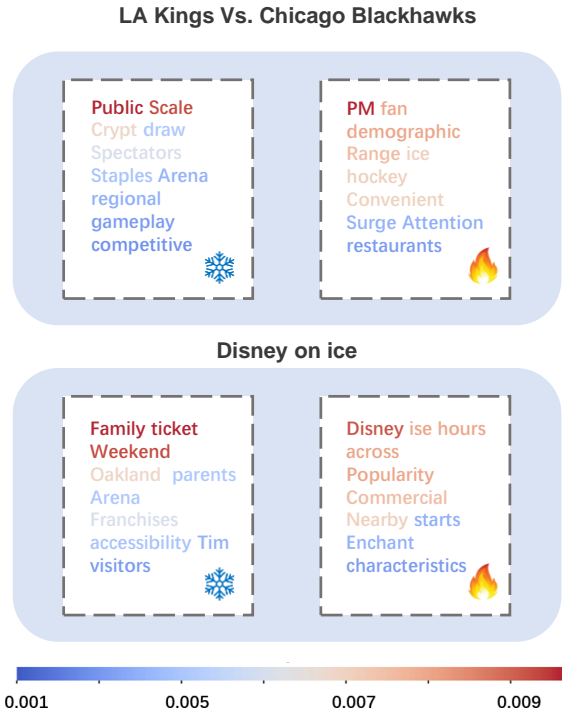 LA Kings Vs. Chicago Blackhawks
Public Scale
Crypt draw
Spectators
Staples Arena
regional
gameplay
competitive
PM fan
demographic
Range ice
hockey
Convenient
Surge Attention
restaurants
Disney on ice
Family ticket
Weekend
Oakland parents
Arena
Franchises
accessibility Tim
visitors
Disney ise hours
across
Popularity
Commercial
Nearby starts
Enchant
characteristics
0.001 0.005 0.007 0.009